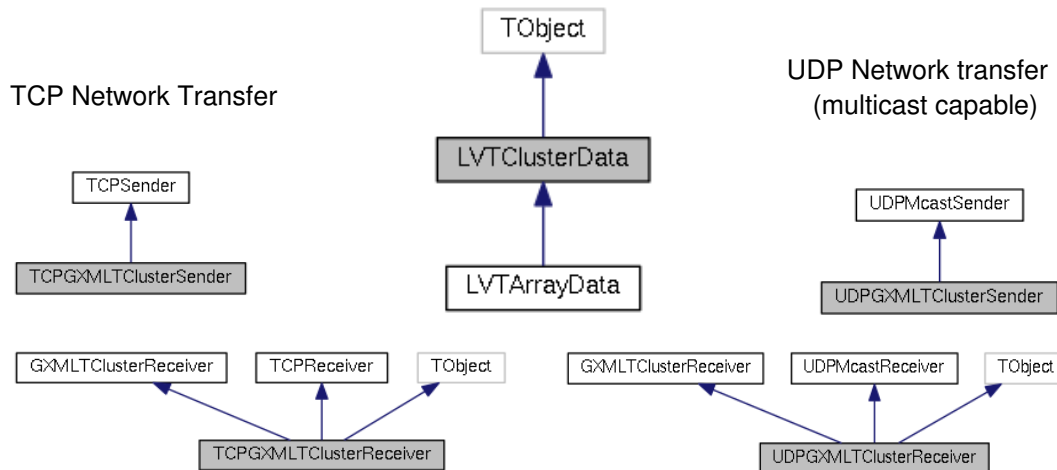 TObject
TCP Network Transfer
UDP Network transfer
(multicast capable)
LVTClusterData
TCPSender
UDPMcastSender
TCPGXMLTClusterSender
LVTArrayData
UDPGXMLTClusterSender
GXMLTClusterReceiver
TCPReceiver
TObject
GXMLTClusterReceiver
UDPMcastReceiver
TObject
TCPGXMLTClusterReceiver
UDPGXMLTClusterReceiver